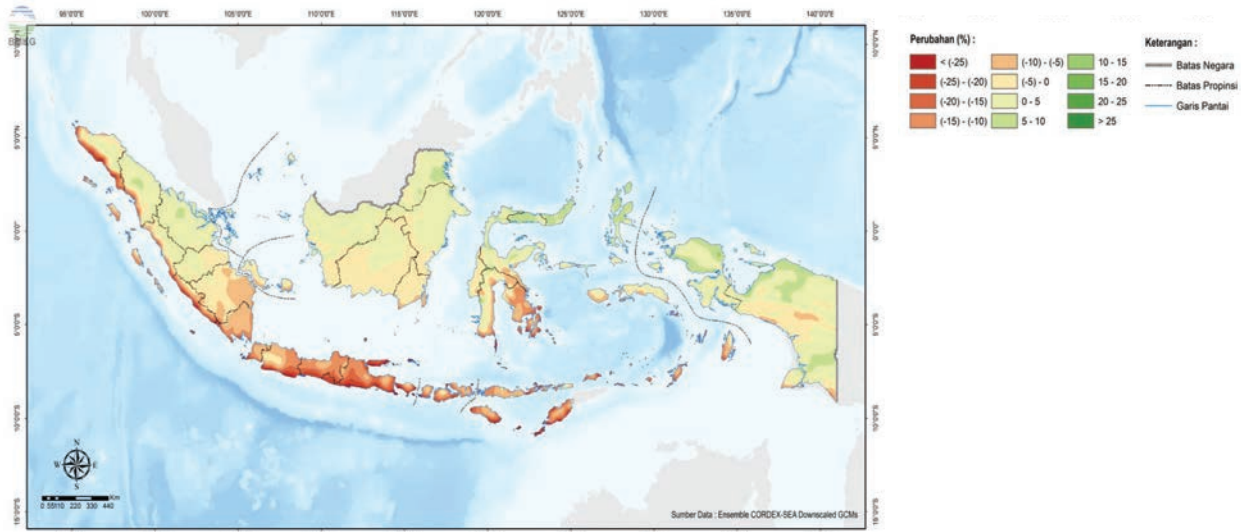 95°0'0"E 100°0'0"E 105°0'0"E 110°0'0"E 115°0'0"E 120°0'0"E 125°0'0"E 130°0'0"E 135°0'0"E 140°0'0"E
Perubahan (%) :
< (-25)
(-25) - (-20)
(-20) - (-15)
(-15) - (-10)
(-10) - (-5)
(-5) - 0
0 - 5
5 - 10
10 - 15
15 - 20
20 - 25
> 25
Keterangan :
Batas Negara
Batas Propinsi
Garis Pantai
N
W E
S
0 55 110 220 330 440 Km
Sumber Data : Ensemble CORDEX-SEA Downscaled GCMs